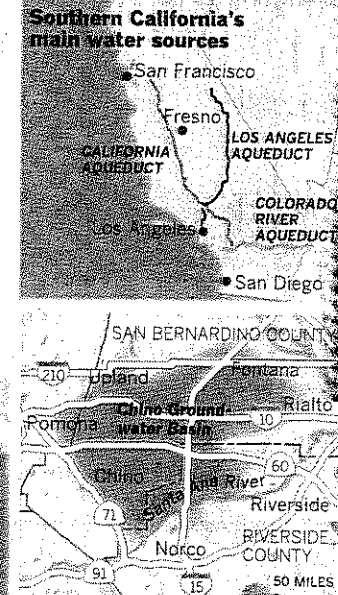 Southern California's
main water sources
San Francisco
Fresno
CALIFORNIA
AQUEDUCT
LOS ANGELES
AQUEDUCT
COLORADO
RIVER
AQUEDUCT
Los Angeles
San Diego
SAN BERNARDINO COUNTY
210
Upland
Fontana
Chino Ground-
water Basin
10
Rialto
Pomona
60
Chino
Santa Ana River
71
Riverside
Norco
RIVERSIDE
COUNTY
91
15
50 MILES